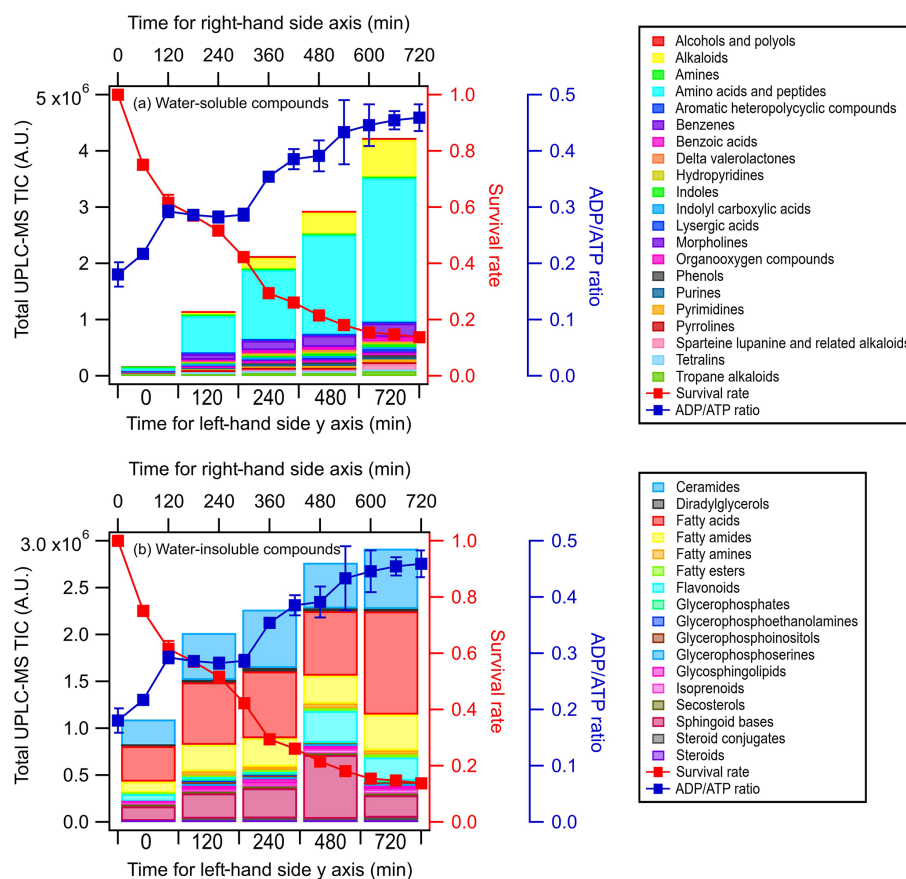 Time for right-hand side axis (min)
0 120 240 360 480 600 720
5 x10⁶
4
3
2
1
0
Total UPLC-MS TIC (A.U.)
(a) Water-soluble compounds
1.0
0.8
0.6
0.4
0.2
0.0
Survival rate
0.5
0.4
0.3
0.2
0.1
0.0
ADP/ATP ratio
0 120 240 480 720
Time for left-hand side y axis (min)
Alcohols and polyols
Alkaloids
Amines
Amino acids and peptides
Aromatic heteropolycyclic compounds
Benzenes
Benzoic acids
Delta valerolactones
Hydropyridines
Indoles
Indolyl carboxylic acids
Lysergic acids
Morpholines
Organooxygen compounds
Phenols
Purines
Pyrimidines
Pyrrolines
Sparteine lupanine and related alkaloids
Tetralins
Tropane alkaloids
Survival rate
ADP/ATP ratio
Time for right-hand side axis (min)
0 120 240 360 480 600 720
3.0 x10⁶
2.5
2.0
1.5
1.0
0.5
0.0
Total UPLC-MS TIC (A.U.)
(b) Water-insoluble compounds
1.0
0.8
0.6
0.4
0.2
0.0
Survival rate
0.5
0.4
0.3
0.2
0.1
0.0
ADP/ATP ratio
0 120 240 480 720
Time for left-hand side y axis (min)
Ceramides
Diradylglycerols
Fatty acids
Fatty amides
Fatty amines
Fatty esters
Flavonoids
Glycerophosphates
Glycerophosphoethanolamines
Glycerophosphoinositols
Glycerophosphoserines
Glycosphingolipids
Isoprenoids
Secosterols
Sphingoid bases
Steroid conjugates
Steroids
Survival rate
ADP/ATP ratio